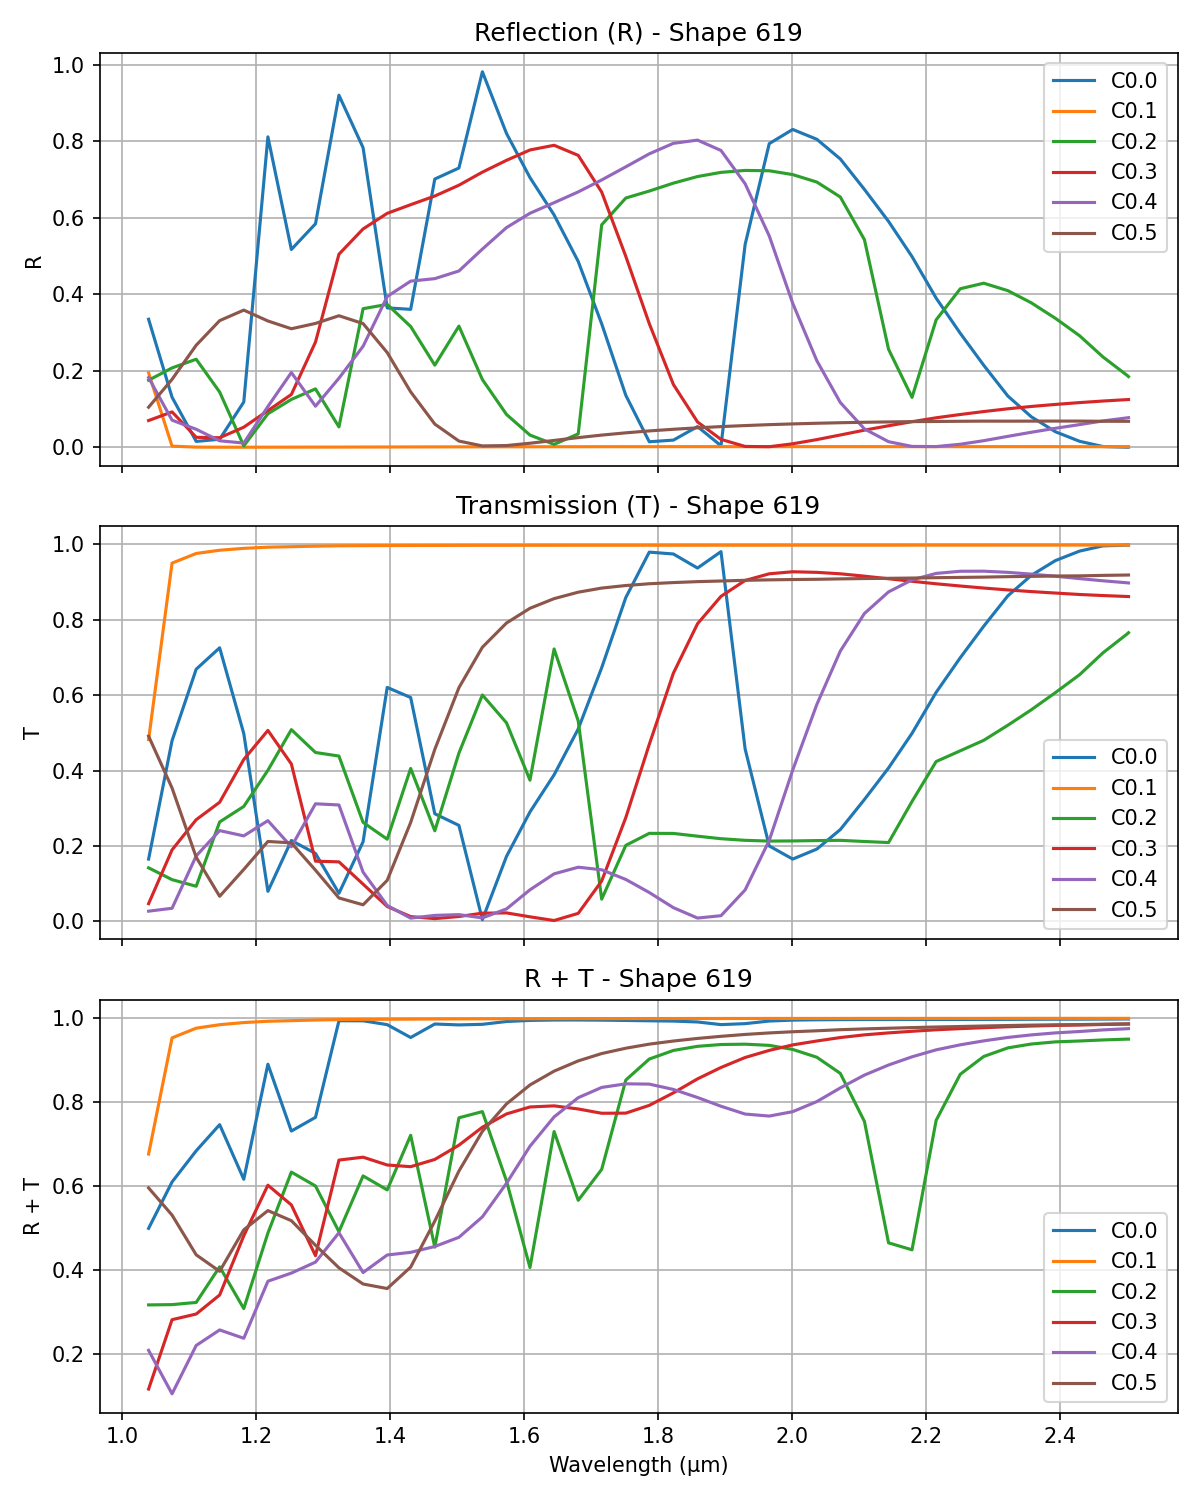 Reflection (R) - Shape 619
1.0
0.8
0.6
0.4
0.2
0.0
R
C0.0
C0.1
C0.2
C0.3
C0.4
C0.5
Transmission (T) - Shape 619
1.0
0.8
0.6
0.4
0.2
0.0
T
C0.0
C0.1
C0.2
C0.3
C0.4
C0.5
R + T - Shape 619
1.0
0.8
0.6
0.4
0.2
R + T
C0.0
C0.1
C0.2
C0.3
C0.4
C0.5
1.0 1.2 1.4 1.6 1.8 2.0 2.2 2.4
Wavelength (μm)